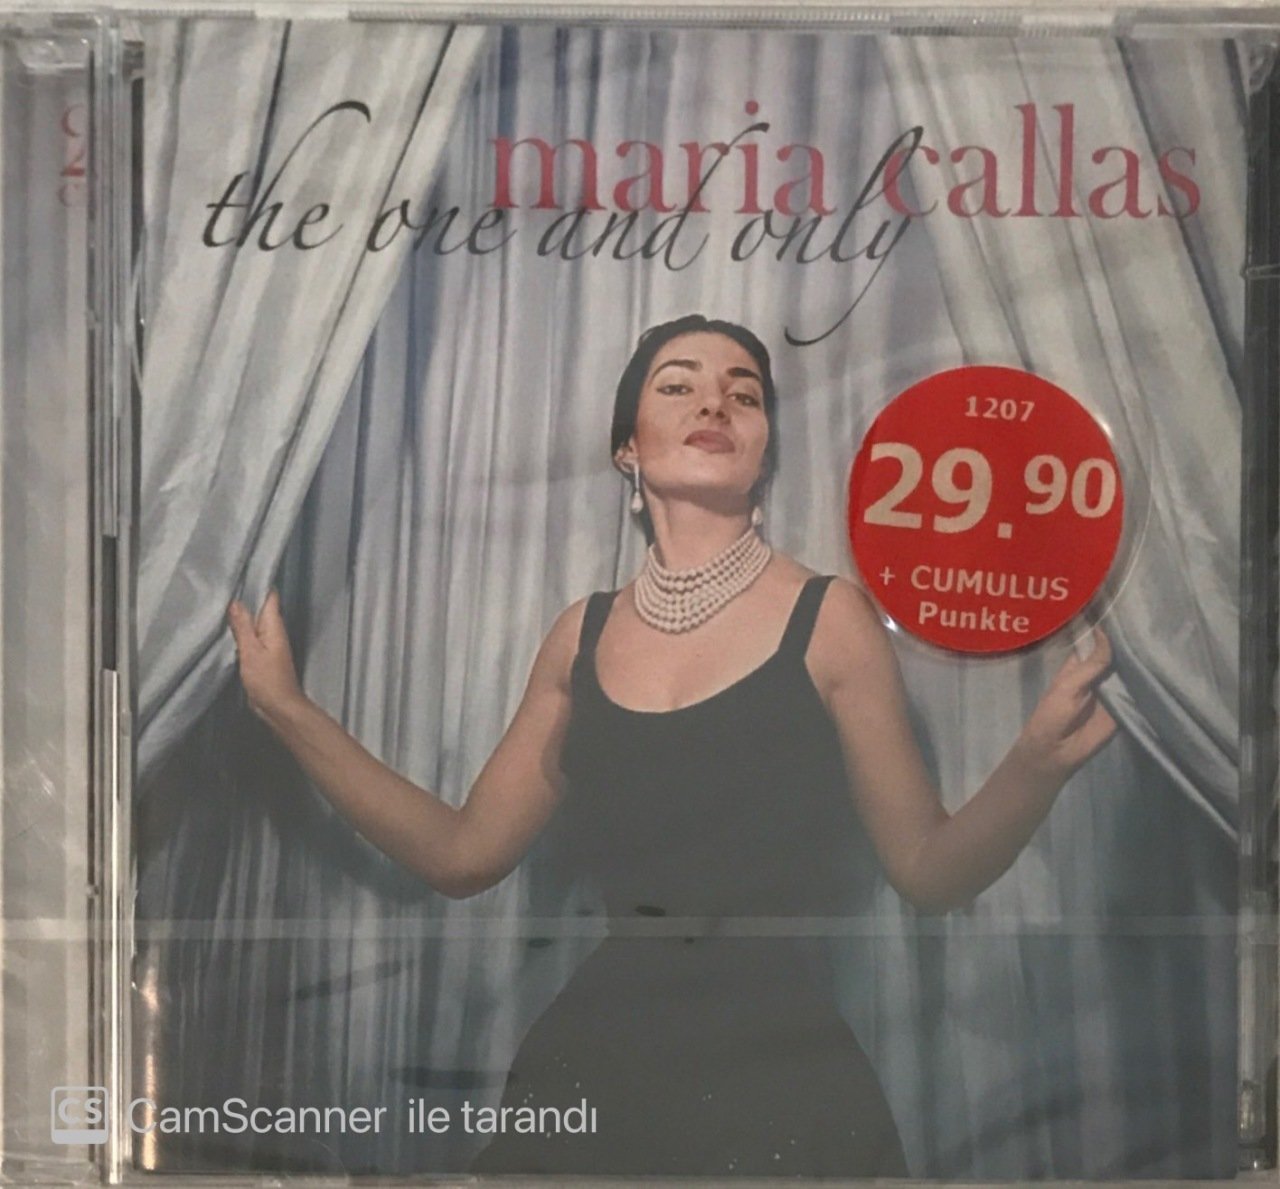 maria callas
the one and only
1207
29.90
+ CUMULUS
Punkte
CS CamScanner ile tarandı